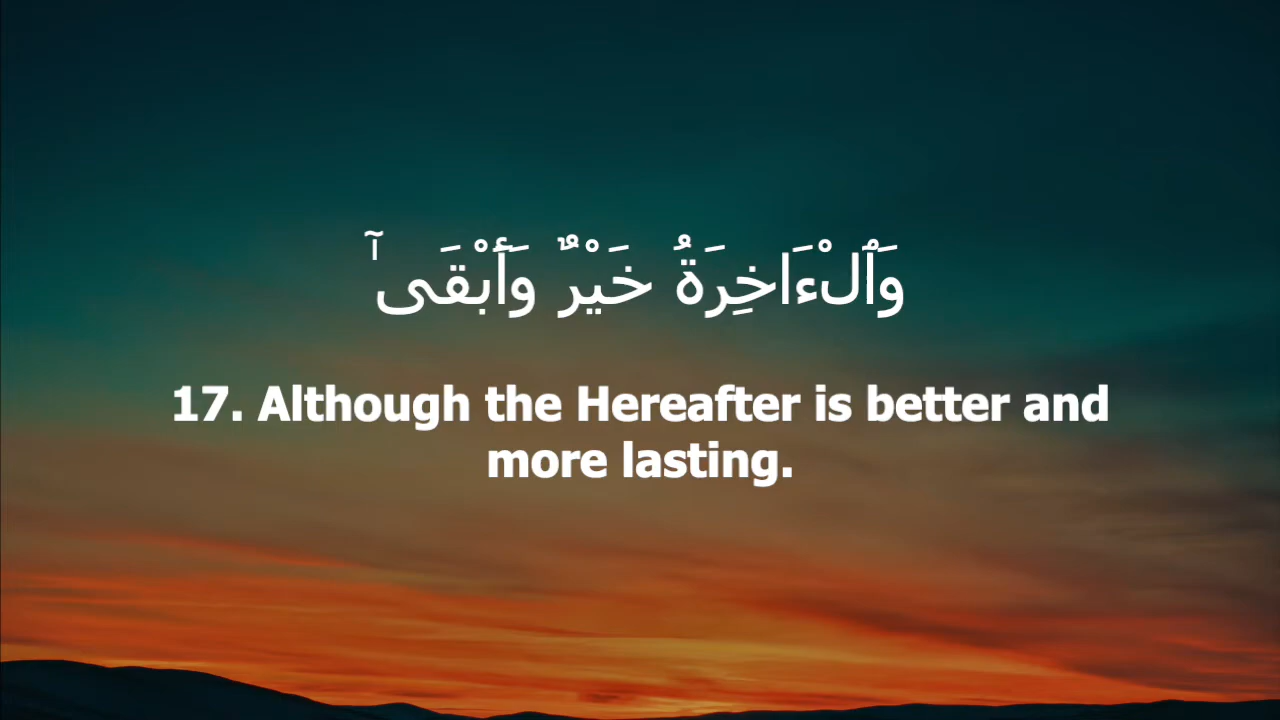 وَٱلْءَاخِرَةُ خَيْرٌ وَأَبْقَىٰٓ
17. Although the Hereafter is better and
more lasting.